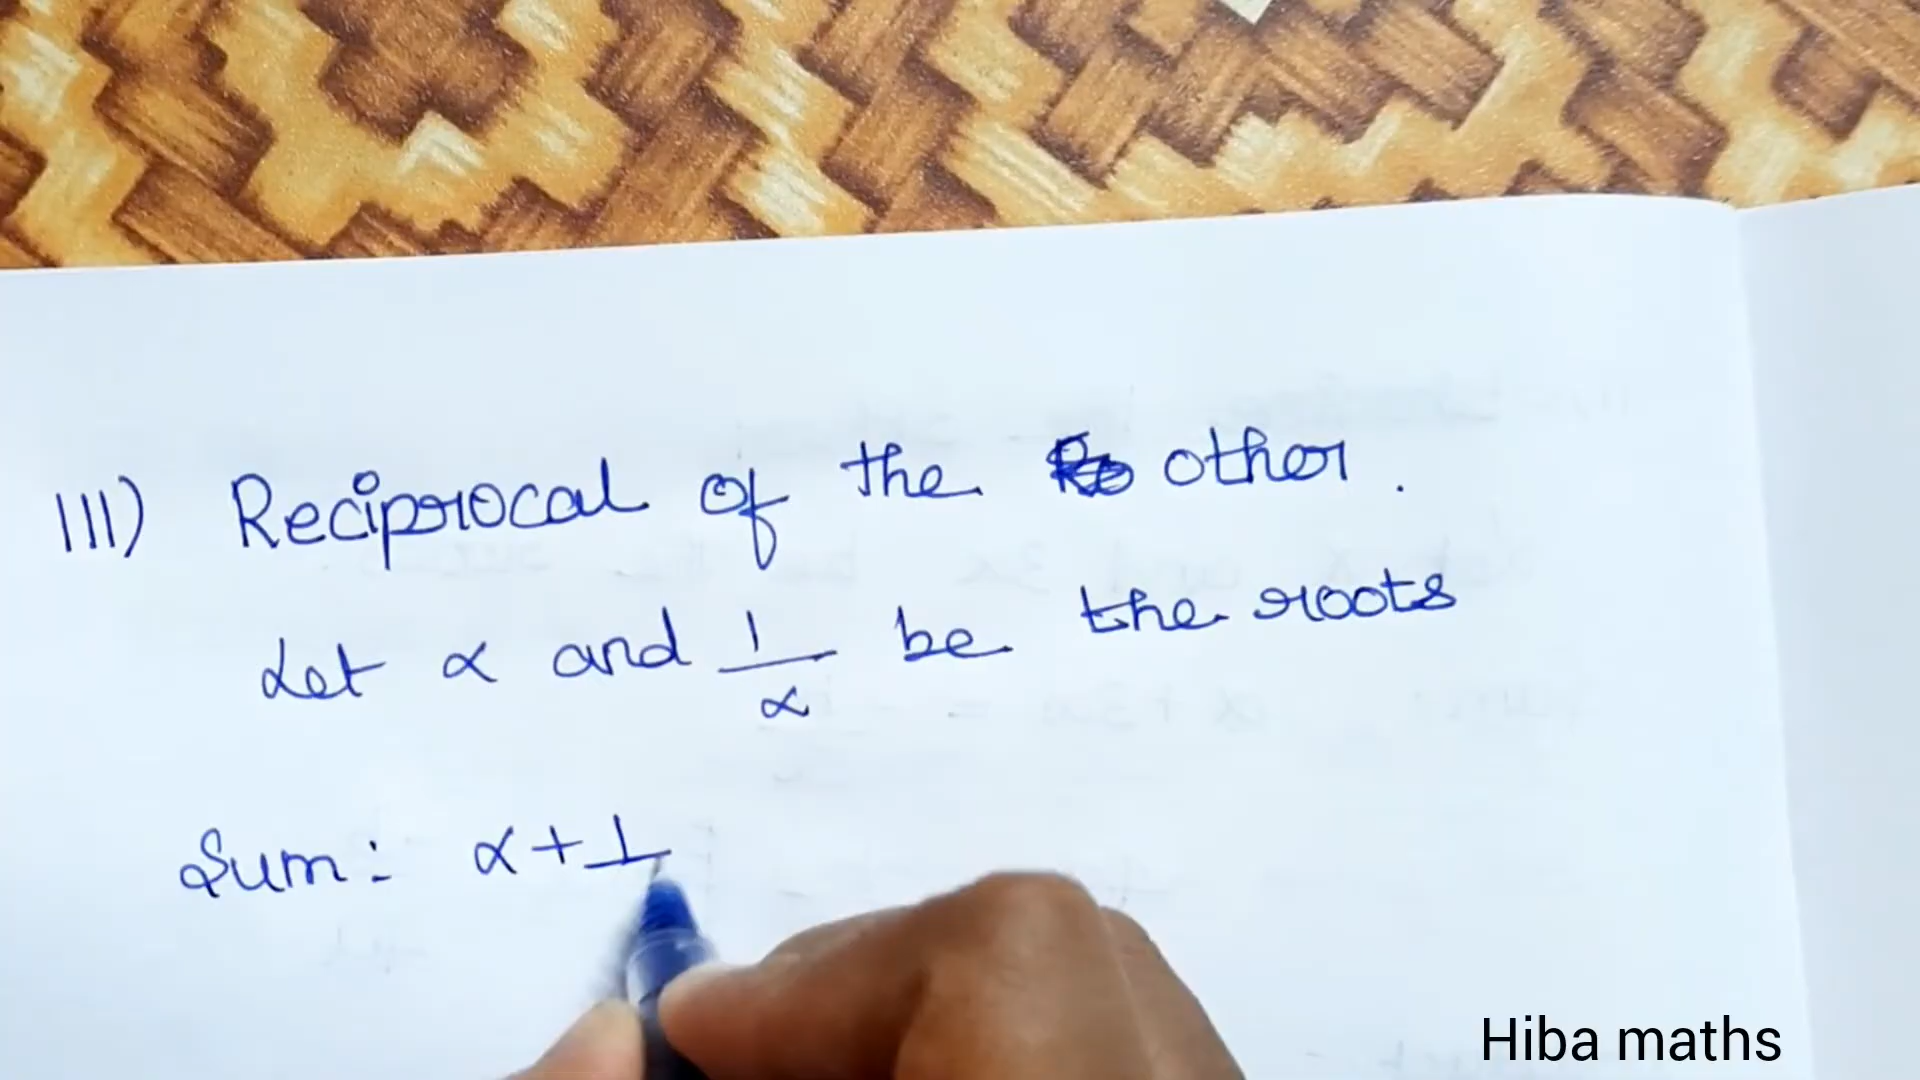 III) Reciprocal of the other.
Let α and 1/α be the roots
Sum: α + 1
Hiba maths